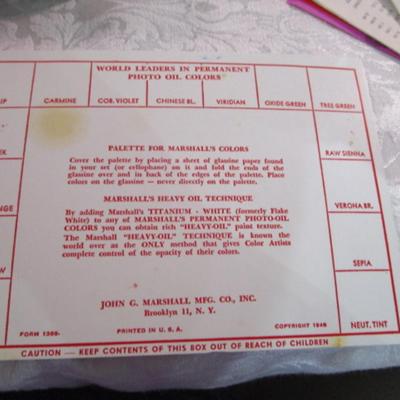 WORLD LEADERS IN PERMANENT
PHOTO OIL COLORS
CARMINE
COB. VIOLET
CHINESE BL.
VIRIDIAN
OXIDE GREEN
TREE GREEN
PALETTE FOR MARSHALL'S COLORS
Cover the palette by placing a sheet of glassine paper found
in your set (or cellophane) on it and fold the ends of the
glassine over and in back of the edges of the palette. Place
colors on the glassine — never directly on the palette.
RAW SIENNA
MARSHALL'S HEAVY OIL TECHNIQUE
By adding Marshall's TITANIUM - WHITE (formerly Flake
White) to any of MARSHALL'S PERMANENT PHOTO-OIL
COLORS you can obtain rich "HEAVY-OIL" paint texture.
The Marshall "HEAVY-OIL" TECHNIQUE is known the
world over as the ONLY method that gives Color Artists
complete control of the opacity of their colors.
VERONA BR.
SEPIA
JOHN G. MARSHALL MFG. CO., INC.
Brooklyn 11, N. Y.
PRINTED IN U. S. A.
COPYRIGHT 1948
NEUT. TINT
CAUTION — KEEP CONTENTS OF THIS BOX OUT OF REACH OF CHILDREN